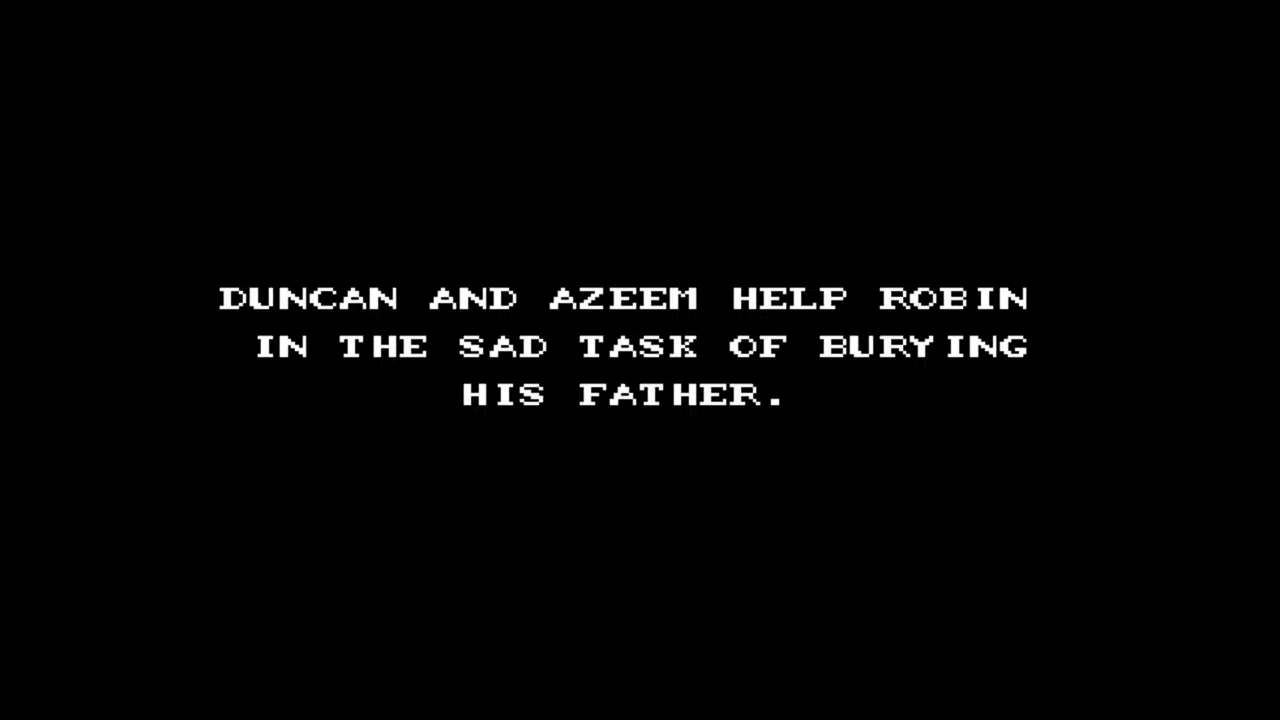 DUNCAN AND AZEEM HELP ROBIN
IN THE SAD TASK OF BURYING
HIS FATHER.